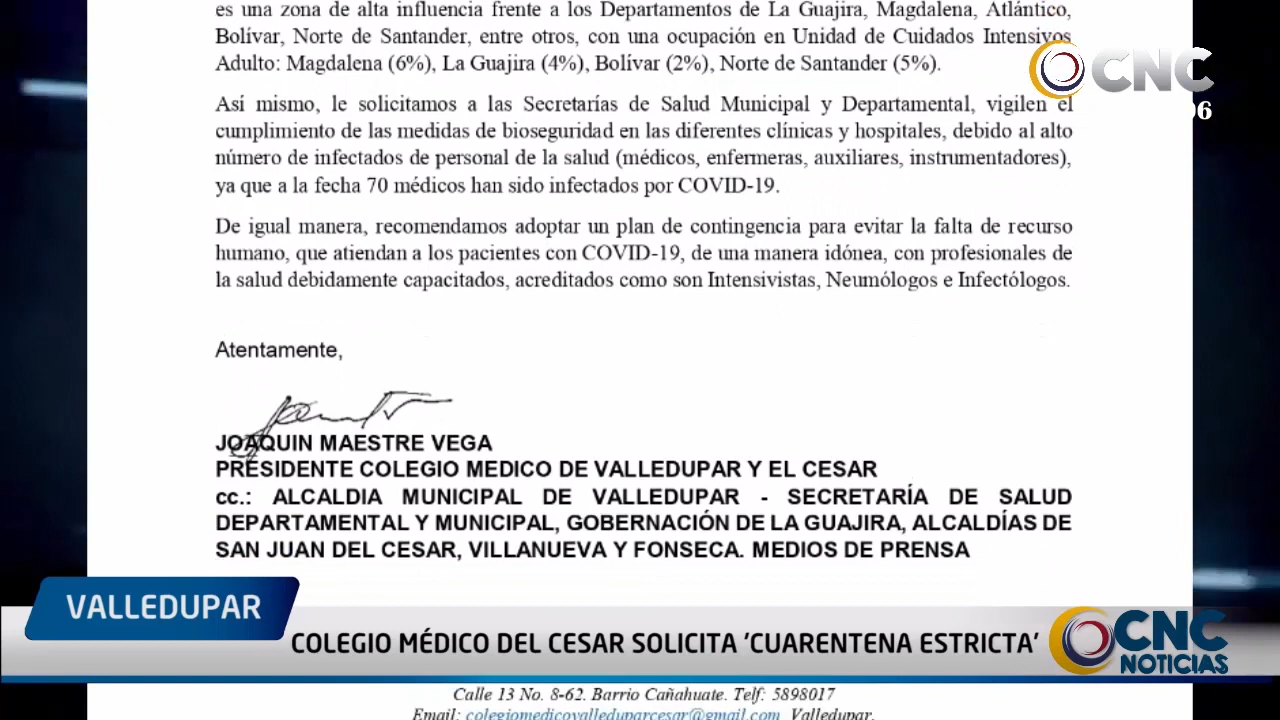 es una zona de alta influencia frente a los Departamentos de La Guajira, Magdalena, Atlántico,
Bolívar, Norte de Santander, entre otros, con una ocupación en Unidad de Cuidados Intensivos
Adulto: Magdalena (6%), La Guajira (4%), Bolívar (2%), Norte de Santander (5%).
CNC
06
Así mismo, le solicitamos a las Secretarías de Salud Municipal y Departamental, vigilen el
cumplimiento de las medidas de bioseguridad en las diferentes clínicas y hospitales, debido al alto
número de infectados de personal de la salud (médicos, enfermeras, auxiliares, instrumentadores),
ya que a la fecha 70 médicos han sido infectados por COVID-19.
De igual manera, recomendamos adoptar un plan de contingencia para evitar la falta de recurso
humano, que atiendan a los pacientes con COVID-19, de una manera idónea, con profesionales de
la salud debidamente capacitados, acreditados como son Intensivistas, Neumólogos e Infectólogos.
Atentamente,
JOAQUIN MAESTRE VEGA
PRESIDENTE COLEGIO MEDICO DE VALLEDUPAR Y EL CESAR
cc.: ALCALDIA MUNICIPAL DE VALLEDUPAR - SECRETARÍA DE SALUD
DEPARTAMENTAL Y MUNICIPAL, GOBERNACIÓN DE LA GUAJIRA, ALCALDÍAS DE
SAN JUAN DEL CESAR, VILLANUEVA Y FONSECA. MEDIOS DE PRENSA
VALLEDUPAR
COLEGIO MÉDICO DEL CESAR SOLICITA 'CUARENTENA ESTRICTA'
CNC
NOTICIAS
Calle 13 No. 8-62. Barrio Cañahuate. Telf: 5898017
Email: colegiomedicovalleduparcesar@gmail.com Valledupar.